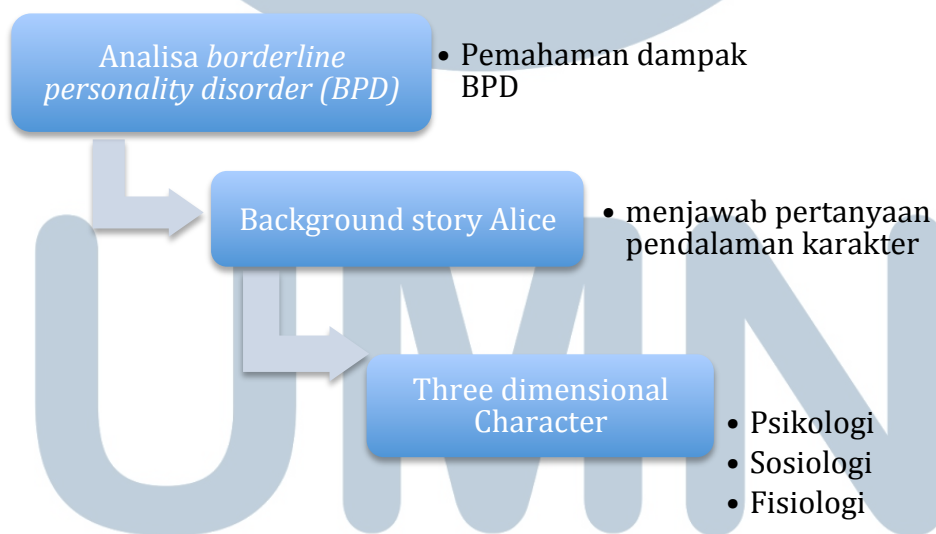 Analisa borderline
personality disorder (BPD)
• Pemahaman dampak
BPD
Background story Alice
• menjawab pertanyaan
pendalaman karakter
Three dimensional
Character
• Psikologi
• Sosiologi
• Fisiologi
UMN